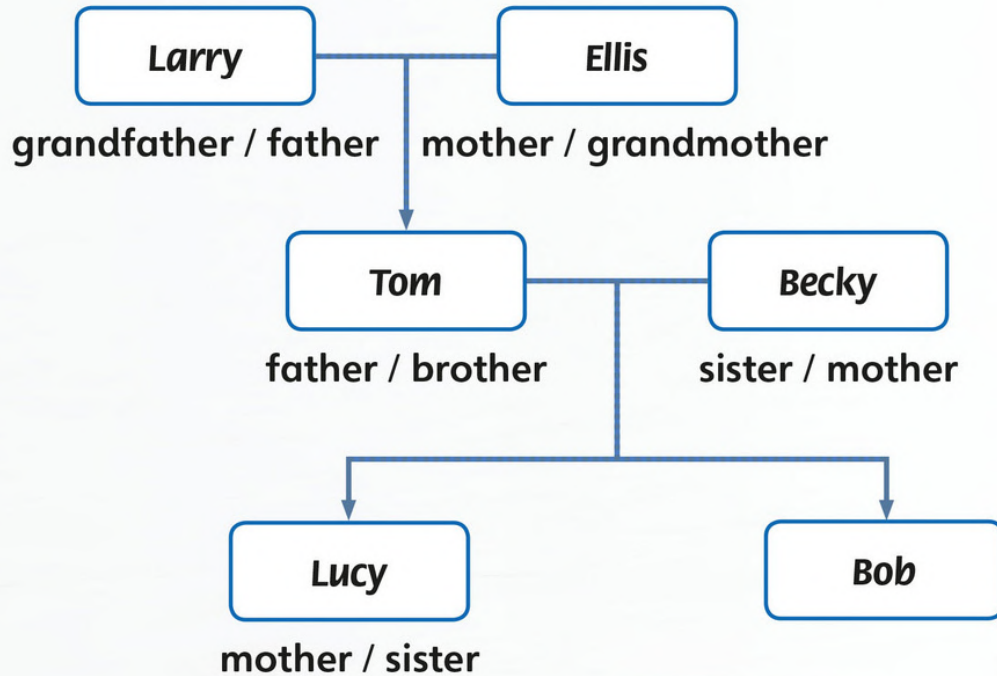 Larry Ellis
grandfather / father mother / grandmother
Tom Becky
father / brother sister / mother
Lucy Bob
mother / sister